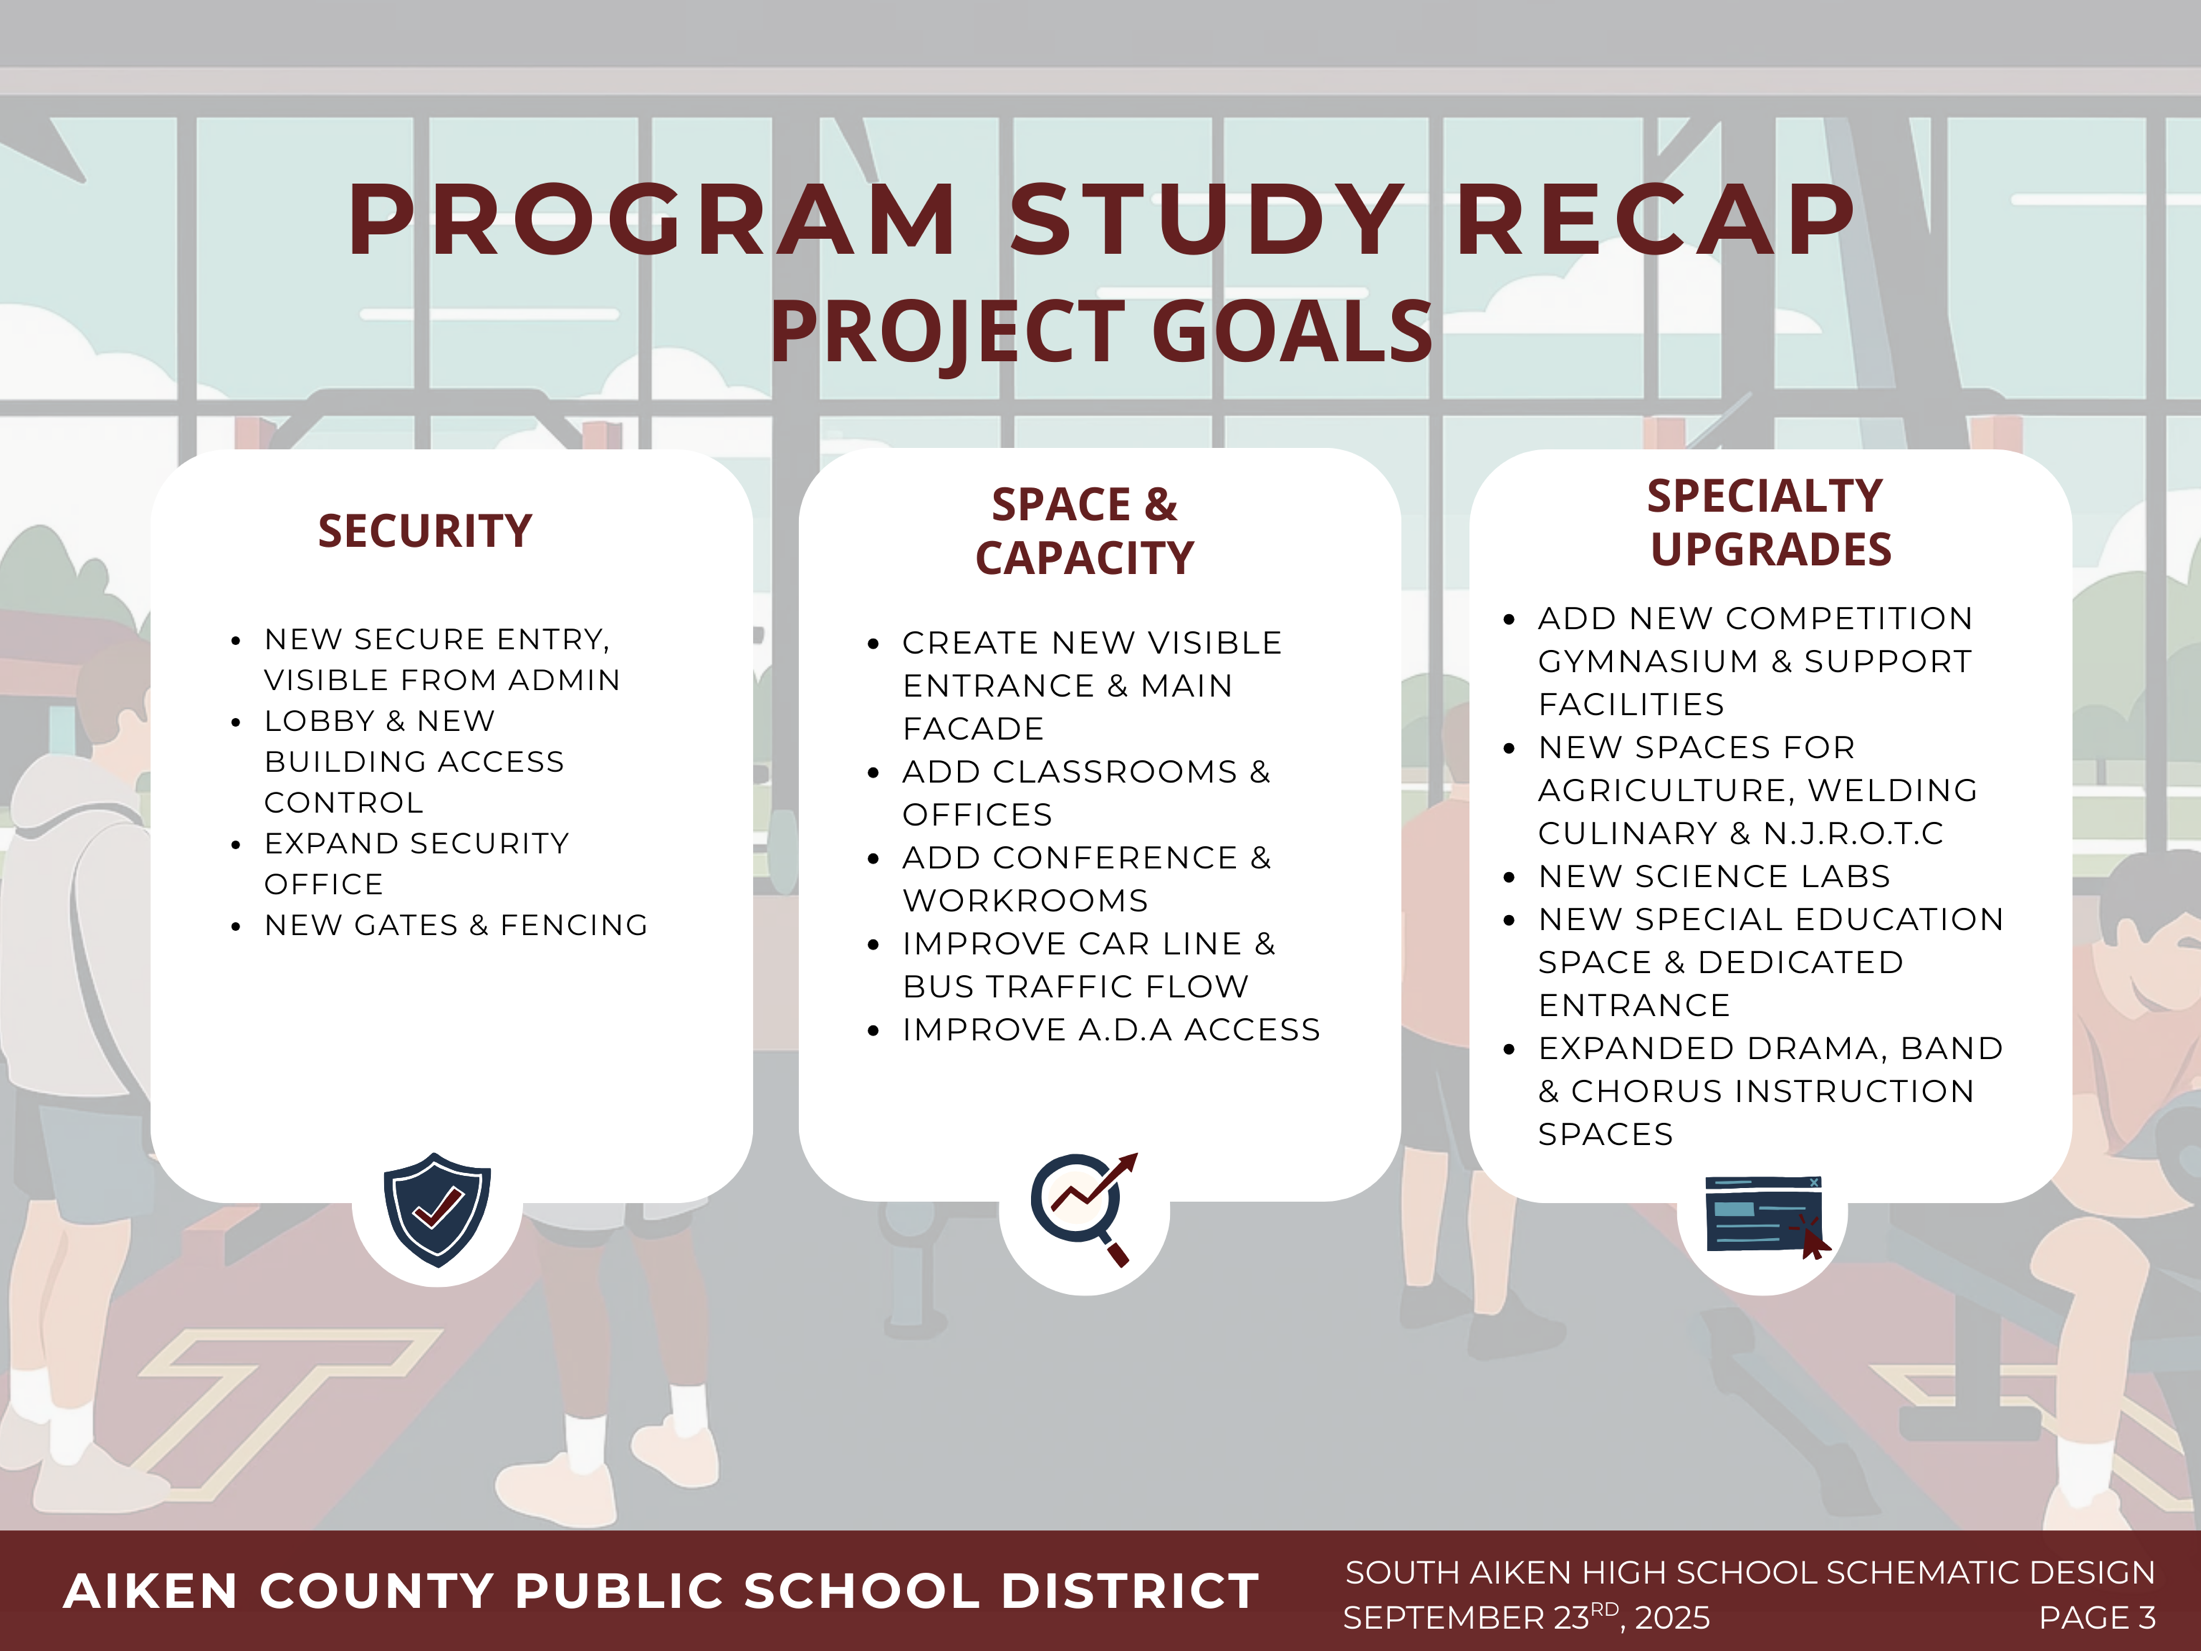 PROGRAM STUDY RECAP
PROJECT GOALS
SECURITY
• NEW SECURE ENTRY,
VISIBLE FROM ADMIN
• LOBBY & NEW
BUILDING ACCESS
CONTROL
• EXPAND SECURITY
OFFICE
• NEW GATES & FENCING
SPACE &
CAPACITY
• CREATE NEW VISIBLE
ENTRANCE & MAIN
FACADE
• ADD CLASSROOMS &
OFFICES
• ADD CONFERENCE &
WORKROOMS
• IMPROVE CAR LINE &
BUS TRAFFIC FLOW
• IMPROVE A.D.A ACCESS
SPECIALTY
UPGRADES
• ADD NEW COMPETITION
GYMNASIUM & SUPPORT
FACILITIES
• NEW SPACES FOR
AGRICULTURE, WELDING
CULINARY & N.J.R.O.T.C
• NEW SCIENCE LABS
• NEW SPECIAL EDUCATION
SPACE & DEDICATED
ENTRANCE
• EXPANDED DRAMA, BAND
& CHORUS INSTRUCTION
SPACES
T
AIKEN COUNTY PUBLIC SCHOOL DISTRICT
SOUTH AIKEN HIGH SCHOOL SCHEMATIC DESIGN
SEPTEMBER 23RD, 2025 PAGE 3